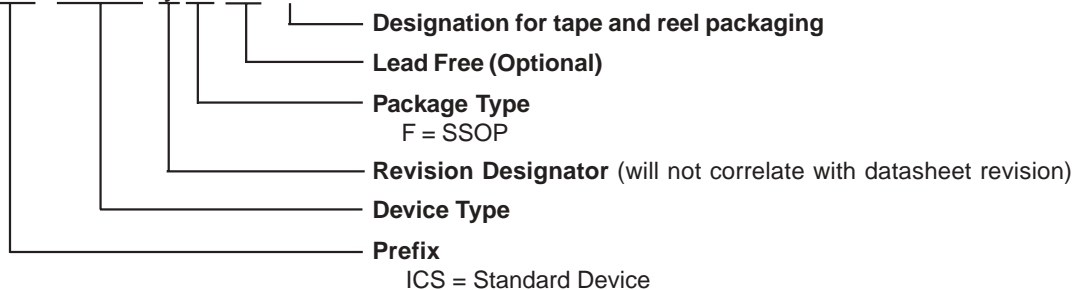 Designation for tape and reel packaging
Lead Free (Optional)
Package Type
F = SSOP
Revision Designator (will not correlate with datasheet revision)
Device Type
Prefix
ICS = Standard Device